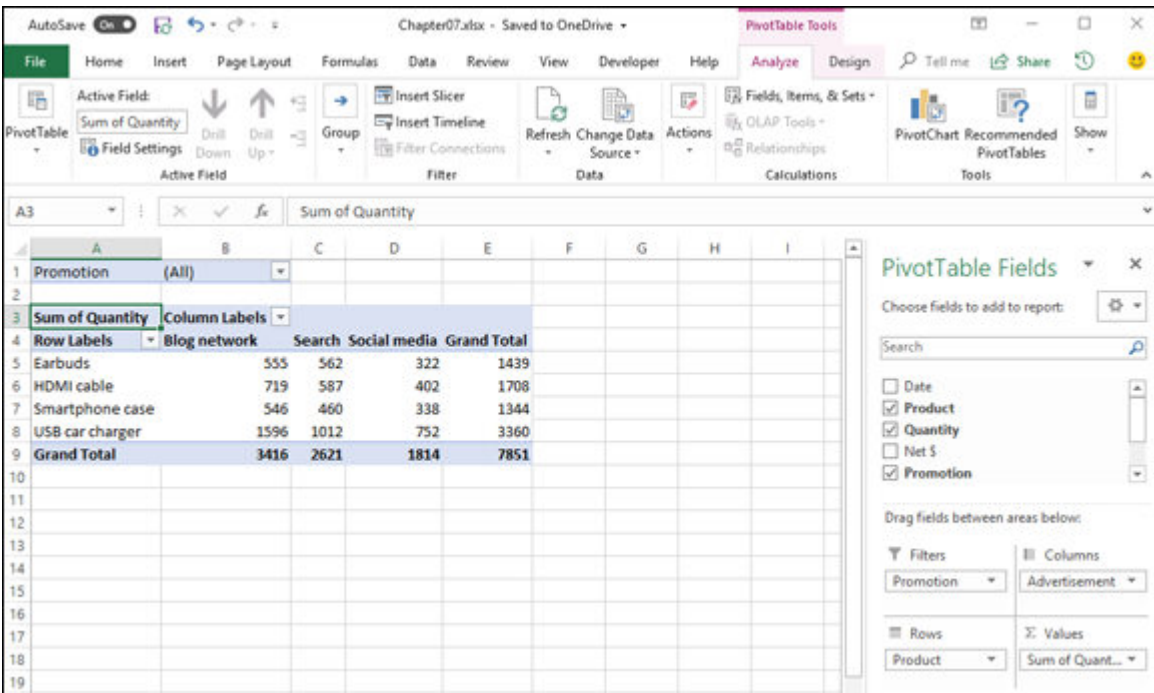 AutoSave On Chapter07.xlsx - Saved to OneDrive PivotTable Tools
File Home Insert Page Layout Formulas Data Review View Developer Help Analyze Design Tell me Share
PivotTable
Active Field:
Sum of Quantity
Field Settings
Drill Down
Drill Up
Active Field
Group
Insert Slicer
Insert Timeline
Filter Connections
Filter
Refresh
Change Data Source
Data
Actions
Fields, Items, & Sets
OLAP Tools
Relationships
Calculations
PivotChart
Recommended PivotTables
Tools
Show
A3 fx Sum of Quantity
A B C D E F G H I
1 Promotion (All)
2
3 Sum of Quantity Column Labels
4 Row Labels Blog network Search Social media Grand Total
5 Earbuds 555 562 322 1439
6 HDMI cable 719 587 402 1708
7 Smartphone case 546 460 338 1344
8 USB car charger 1596 1012 752 3360
9 Grand Total 3416 2621 1814 7851
10
11
12
13
14
15
16
17
18
19
PivotTable Fields
Choose fields to add to report:
Search
Date
Product
Quantity
Net $
Promotion
Drag fields between areas below:
Filters Columns
Promotion Advertisement
Rows Σ Values
Product Sum of Quant...